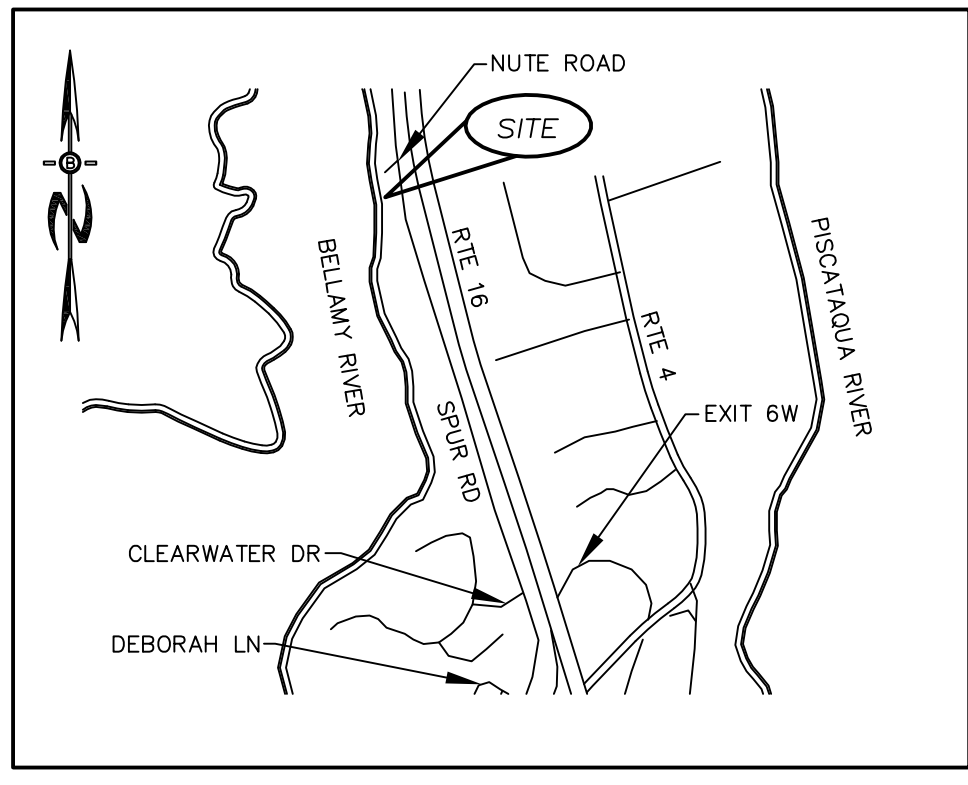 NUTE ROAD
SITE
B
N
BELLAMY RIVER
RTE 16
PISCATAQUA RIVER
RTE 4
SPUR RD
EXIT 6W
CLEARWATER DR
DEBORAH LN